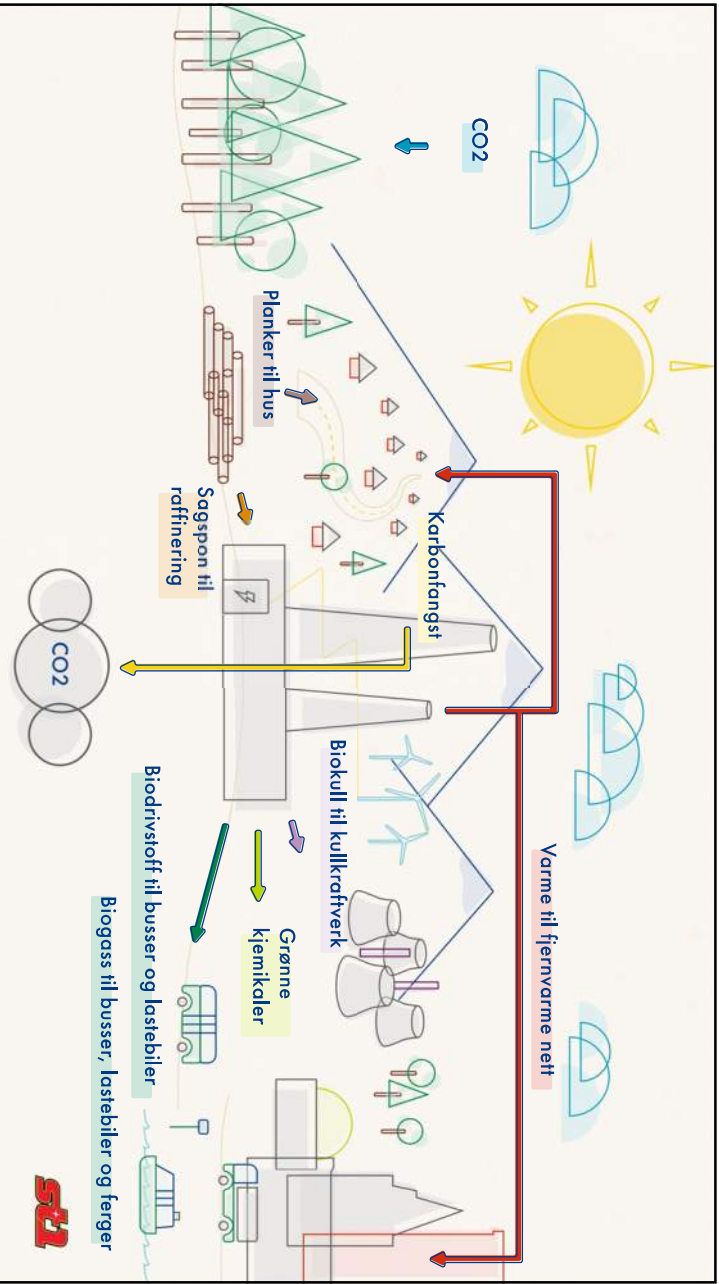 CO2
Planker til hus
Sagspon til
raffinering
Karbonfangst
CO2
Varme til fjernvarme nett
Biokull til kullkraftverk
Grønne
kjemikaler
Biodrivstoff til busser og lastebiler
Biogass til busser, lastebiler og ferger
st1